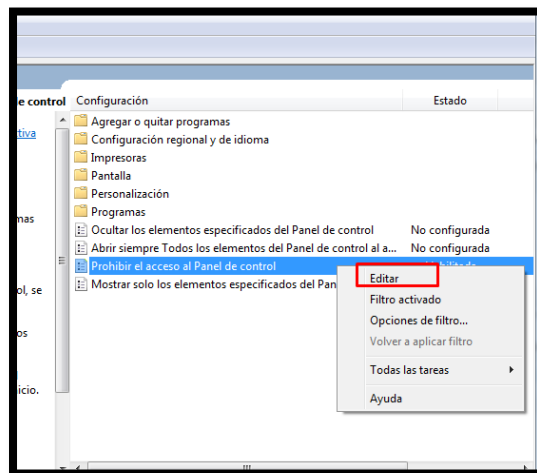 e control
Configuración
Estado
tiva
Agregar o quitar programas
Configuración regional y de idioma
Impresoras
Pantalla
Personalización
mas
Programas
Ocultar los elementos especificados del Panel de control
No configurada
Abrir siempre Todos los elementos del Panel de control al a...
No configurada
Prohibir el acceso al Panel de control
ol, se
Mostrar solo los elementos especificados del Pan
os
icio.
Editar
Filtro activado
Opciones de filtro...
Volver a aplicar filtro
Todas las tareas
Ayuda